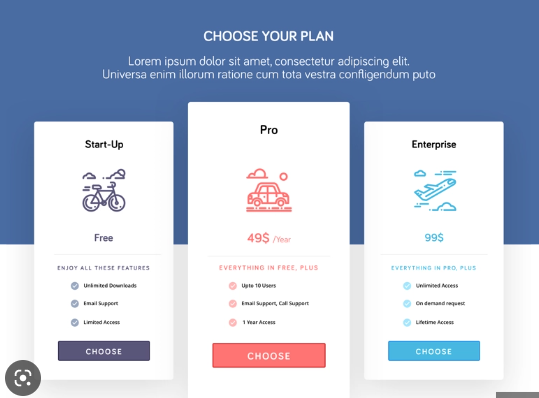 CHOOSE YOUR PLAN
Lorem ipsum dolor sit amet, consectetur adipiscing elit.
Universa enim illorum ratione cum tota vestra confligendum puto
Start-Up
Free
ENJOY ALL THESE FEATURES
Unlimited Downloads
Email Support
Limited Access
CHOOSE
Pro
49$ /Year
EVERYTHING IN FREE, PLUS
Upto 10 Users
Email Support, Call Support
1 Year Access
CHOOSE
Enterprise
99$
EVERYTHING IN PRO, PLUS
Unlimited Access
On demand request
Lifetime Access
CHOOSE